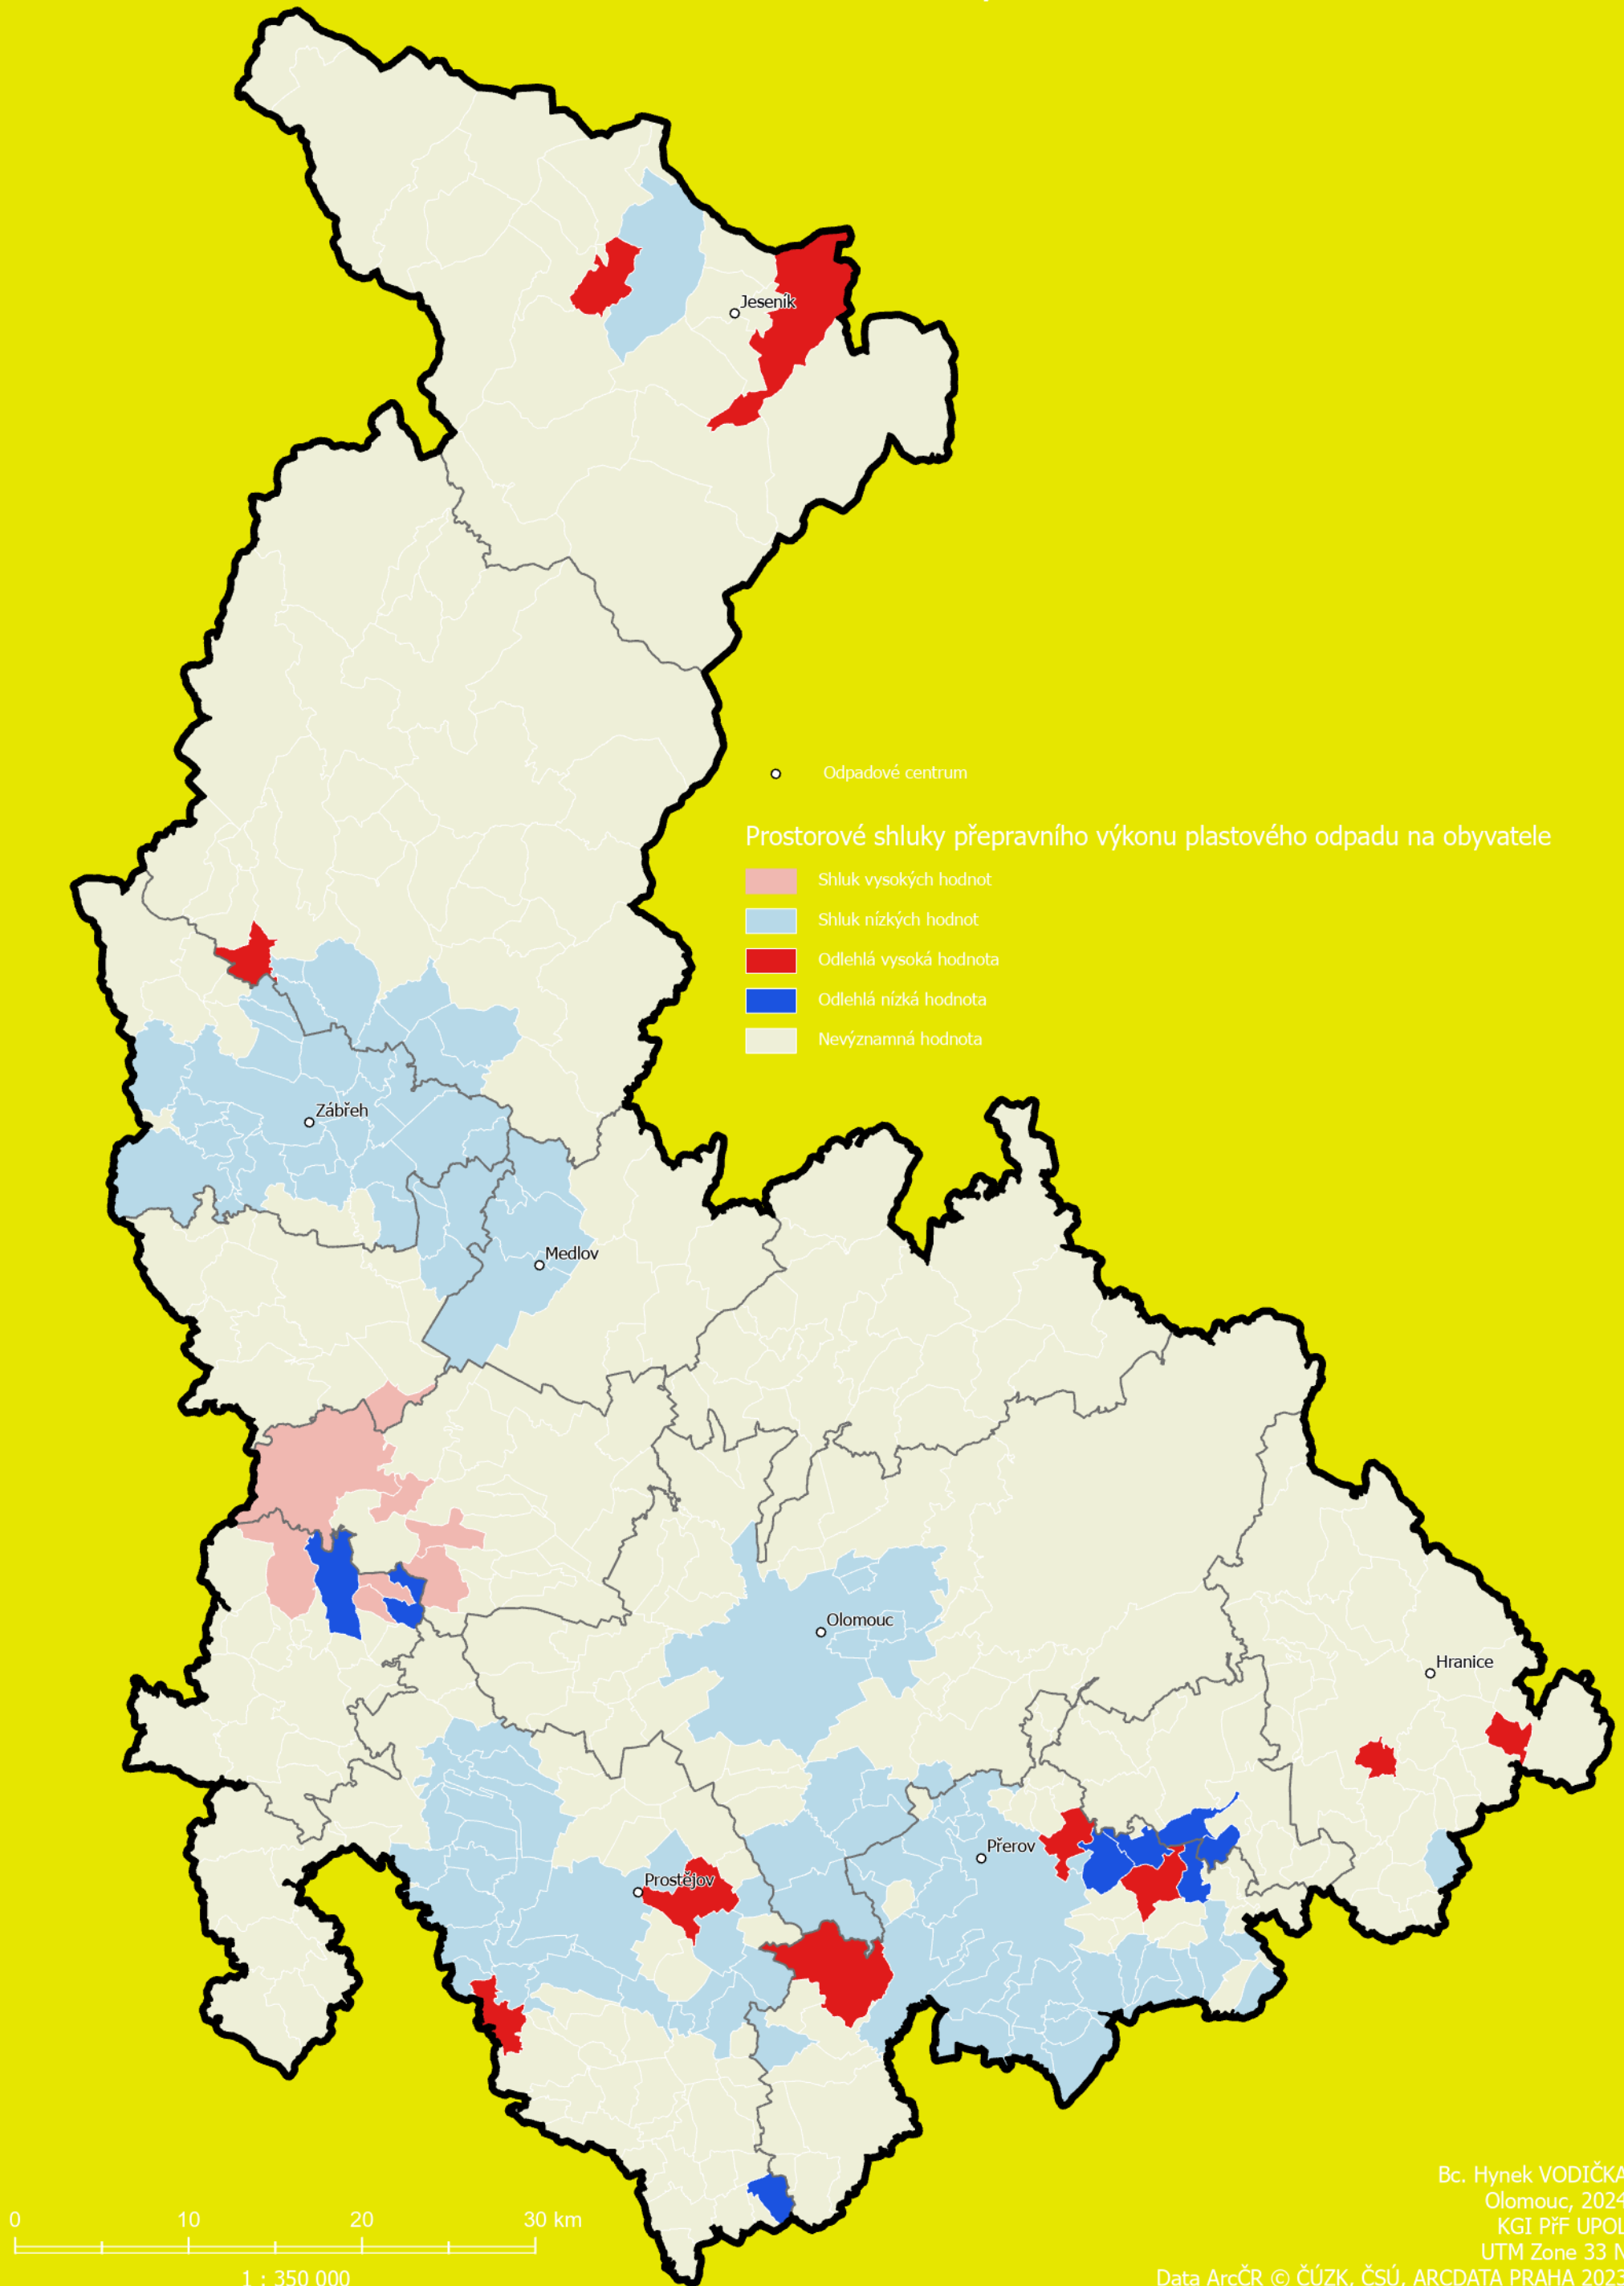 Jeseník
Odpadové centrum
Prostorové shluky přepravního výkonu plastového odpadu na obyvatele
Shluk vysokých hodnot
Shluk nízkých hodnot
Odlehlá vysoká hodnota
Odlehlá nízká hodnota
Nevýznamná hodnota
Zábřeh
Medlov
Olomouc
Hranice
Přerov
Prostějov
0 10 20 30 km
1 : 350 000
Bc. Hynek VODIČKA
Olomouc, 2024
KGI PřF UPOL
UTM Zone 33 N
Data ArcČR © ČÚZK, ČSÚ, ARCDATA PRAHA 2023